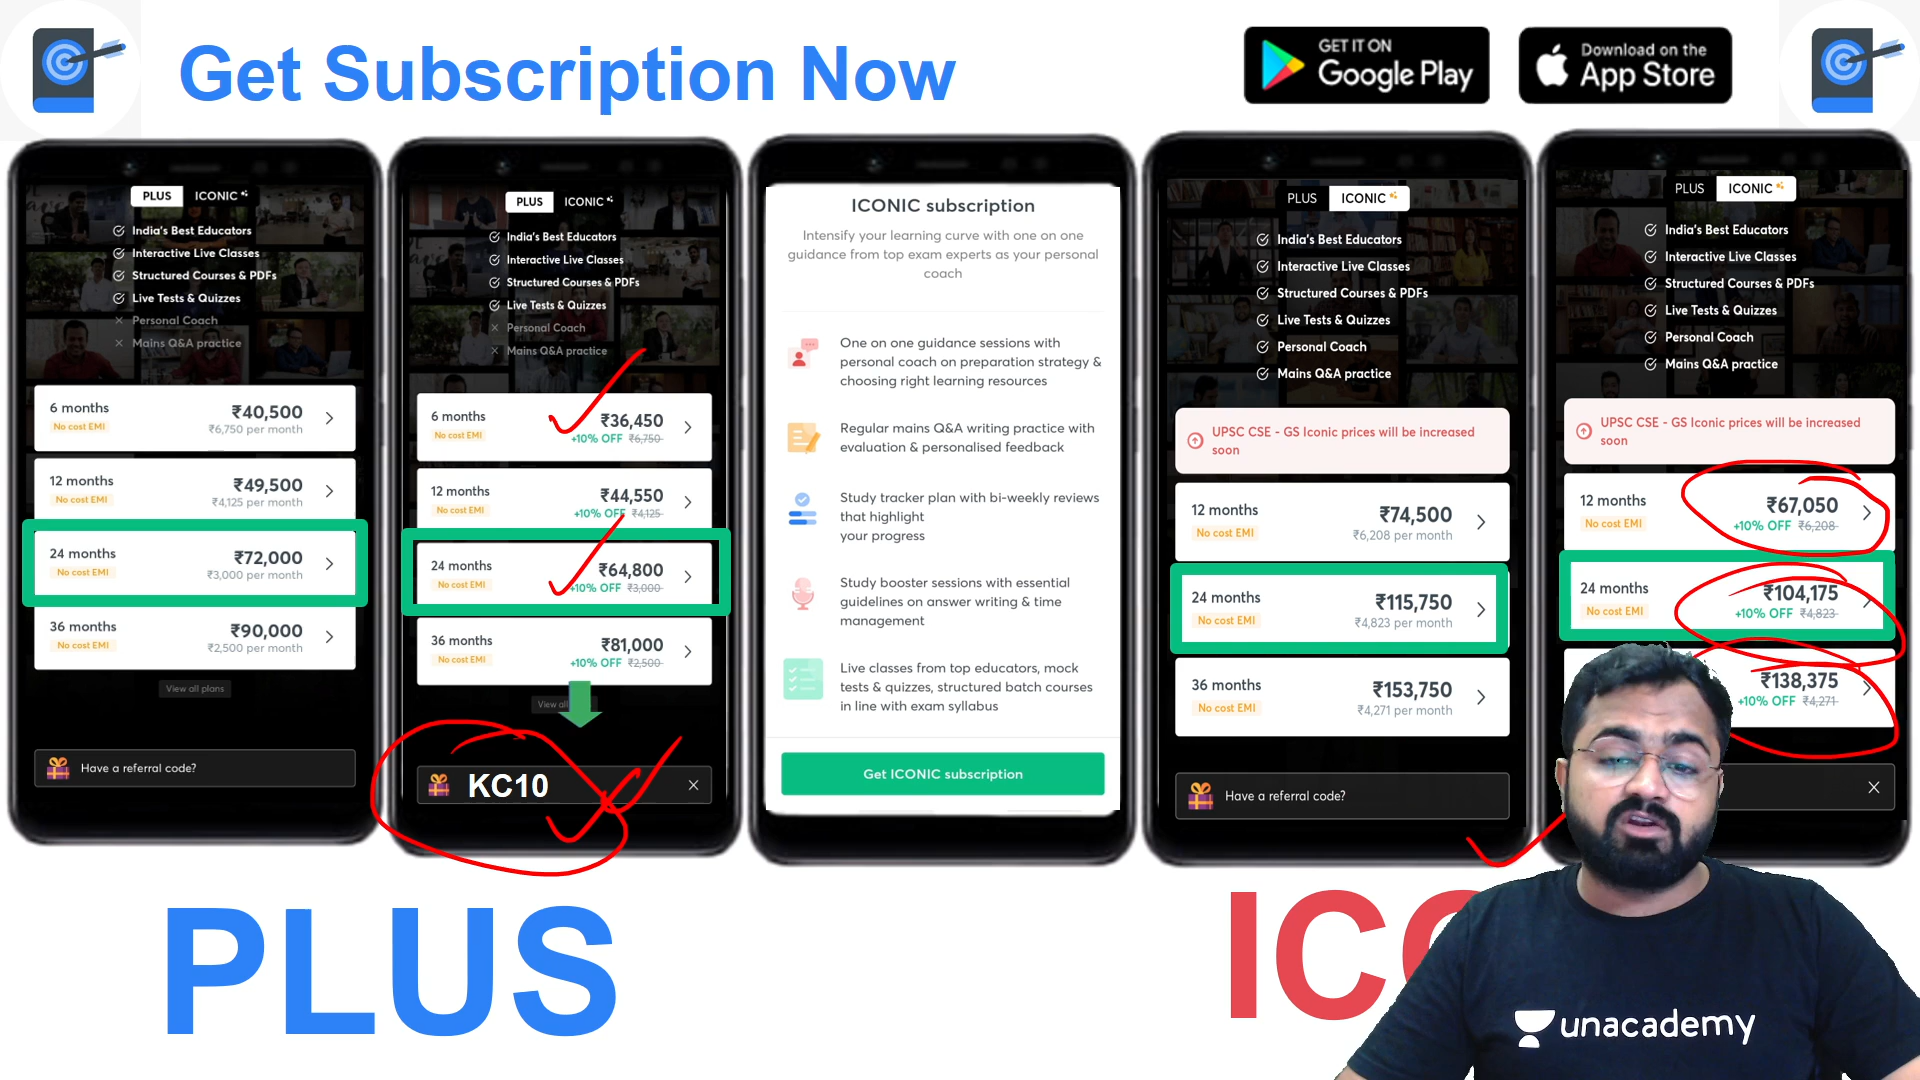 Get Subscription Now
GET IT ON
Google Play
Download on the
App Store
PLUS ICONIC
India's Best Educators
Interactive Live Classes
Structured Courses & PDFs
Live Tests & Quizzes
Personal Coach
Mains Q&A practice
6 months ₹40,500
No cost EMI ₹6,750 per month
12 months ₹49,500
No cost EMI ₹4,125 per month
24 months ₹72,000
No cost EMI ₹3,000 per month
36 months ₹90,000
No cost EMI ₹2,500 per month
View all plans
Have a referral code?
PLUS ICONIC
India's Best Educators
Interactive Live Classes
Structured Courses & PDFs
Live Tests & Quizzes
Personal Coach
Mains Q&A practice
6 months ₹36,450
No cost EMI +10% OFF ₹6,750
12 months ₹44,550
No cost EMI +10% OFF ₹4,125
24 months ₹64,800
No cost EMI +10% OFF ₹3,000
36 months ₹81,000
No cost EMI +10% OFF ₹2,500
View all
KC10
ICONIC subscription
Intensify your learning curve with one on one
guidance from top exam experts as your personal
coach
One on one guidance sessions with
personal coach on preparation strategy &
choosing right learning resources
Regular mains Q&A writing practice with
evaluation & personalised feedback
Study tracker plan with bi-weekly reviews
that highlight
your progress
Study booster sessions with essential
guidelines on answer writing & time
management
Live classes from top educators, mock
tests & quizzes, structured batch courses
in line with exam syllabus
Get ICONIC subscription
PLUS ICONIC
India's Best Educators
Interactive Live Classes
Structured Courses & PDFs
Live Tests & Quizzes
Personal Coach
Mains Q&A practice
UPSC CSE - GS Iconic prices will be increased
soon
12 months ₹74,500
No cost EMI ₹6,208 per month
24 months ₹115,750
No cost EMI ₹4,823 per month
36 months ₹153,750
No cost EMI ₹4,271 per month
Have a referral code?
PLUS ICONIC
India's Best Educators
Interactive Live Classes
Structured Courses & PDFs
Live Tests & Quizzes
Personal Coach
Mains Q&A practice
UPSC CSE - GS Iconic prices will be increased
soon
12 months ₹67,050
No cost EMI +10% OFF ₹6,208
24 months ₹104,175
No cost EMI +10% OFF ₹4,823
₹138,375
+10% OFF ₹4,271
PLUS
IC
unacademy